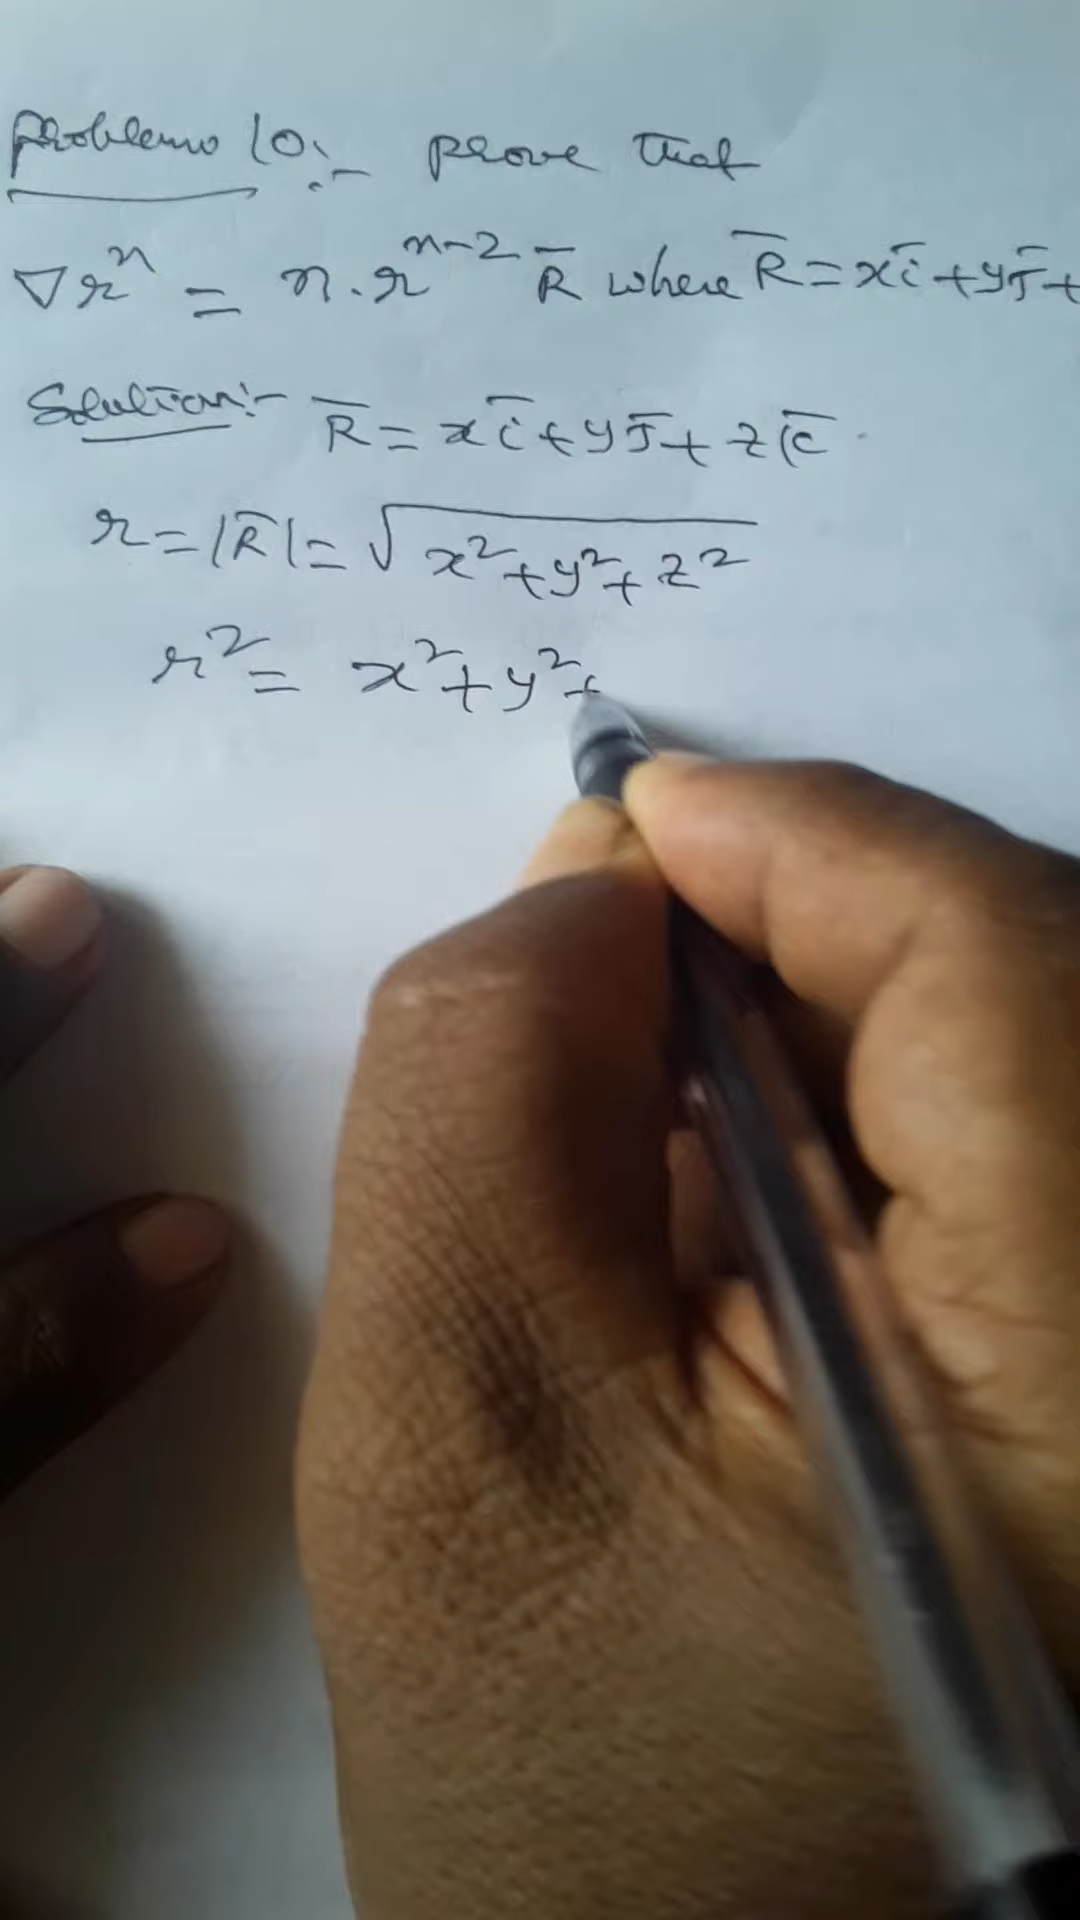 Problem 10:- prove that
∇r^n = n.r^{n-2} R̄ where R̄ = xī + yj̄ +
Solution:- R̄ = xī + yj̄ + zk̄
r = |R̄| = √(x² + y² + z²)
r² = x² + y² +